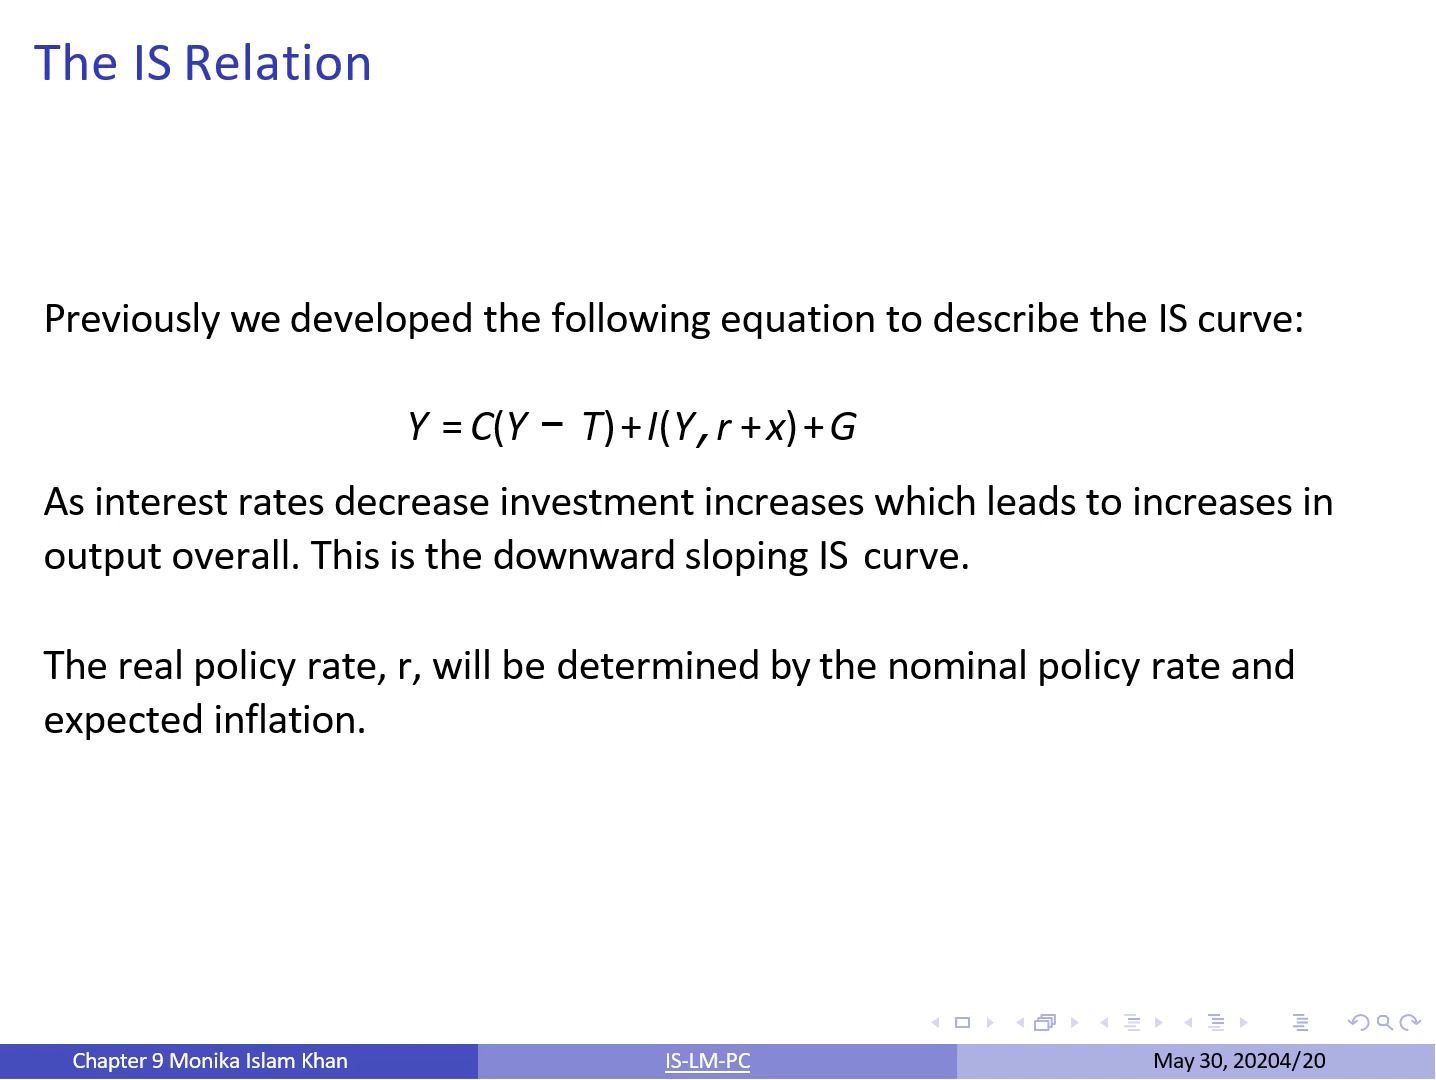 The IS Relation
Previously we developed the following equation to describe the IS curve:
Y = C(Y − T) + I(Y, r + x) + G
As interest rates decrease investment increases which leads to increases in
output overall. This is the downward sloping IS curve.
The real policy rate, r, will be determined by the nominal policy rate and
expected inflation.
Chapter 9 Monika Islam Khan
IS-LM-PC
May 30, 20204/20